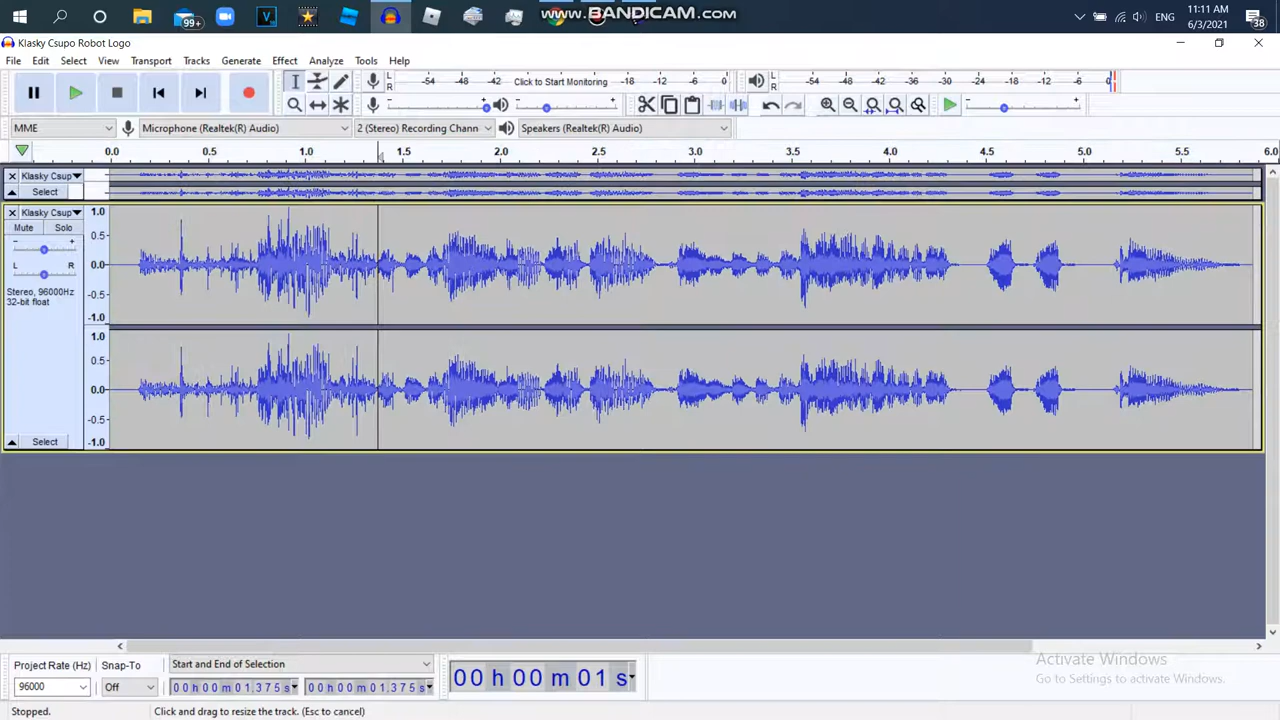 99+
WWW.BANDICAM.COM
ENG
11:11 AM
6/3/2021
38
Klasky Csupo Robot Logo
File Edit Select View Transport Tracks Generate Effect Analyze Tools Help
L R -54 -48 -42 Click to Start Monitoring -18 -12 -6 0
L R -54 -48 -42 -36 -30 -24 -18 -12 -6 0
MME Microphone (Realtek(R) Audio) 2 (Stereo) Recording Chann Speakers (Realtek(R) Audio)
0.0 0.5 1.0 1.5 2.0 2.5 3.0 3.5 4.0 4.5 5.0 5.5 6.0
Klasky Csup
Select
Klasky Csup
Mute Solo
- +
L R
Stereo, 96000Hz
32-bit float
Select
1.0
0.5
0.0
-0.5
-1.0
1.0
0.5
0.0
-0.5
-1.0
Activate Windows
Go to Settings to activate Windows.
Project Rate (Hz) Snap-To Start and End of Selection
96000 Off 00 h 00 m 01.375 s 00 h 00 m 01.375 s
00 h 00 m 01 s
Stopped. Click and drag to resize the track. (Esc to cancel)